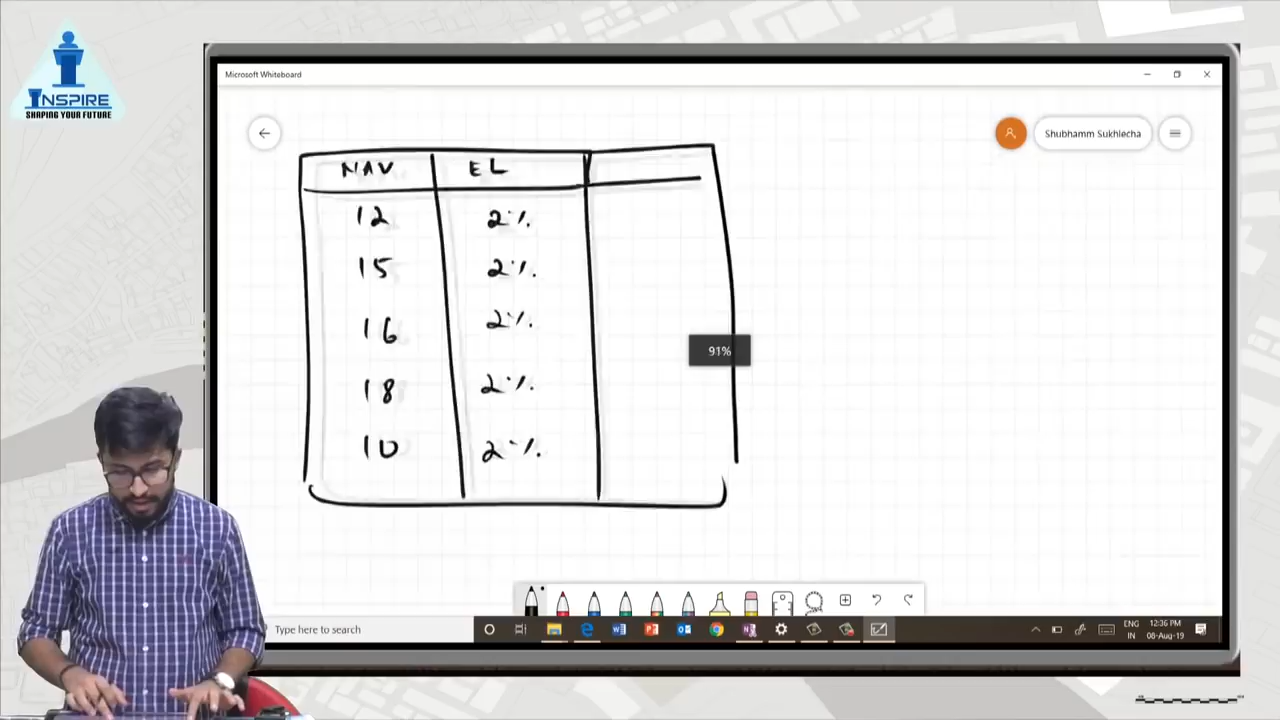 INSPIRE
SHAPING YOUR FUTURE
Microsoft Whiteboard
Shubhamm Sukhlecha
NAV EL
12 2%
15 2%
16 2%
18 2%
10 2%
91%
Type here to search
ENG
IN
12:36 PM
08-Aug-19